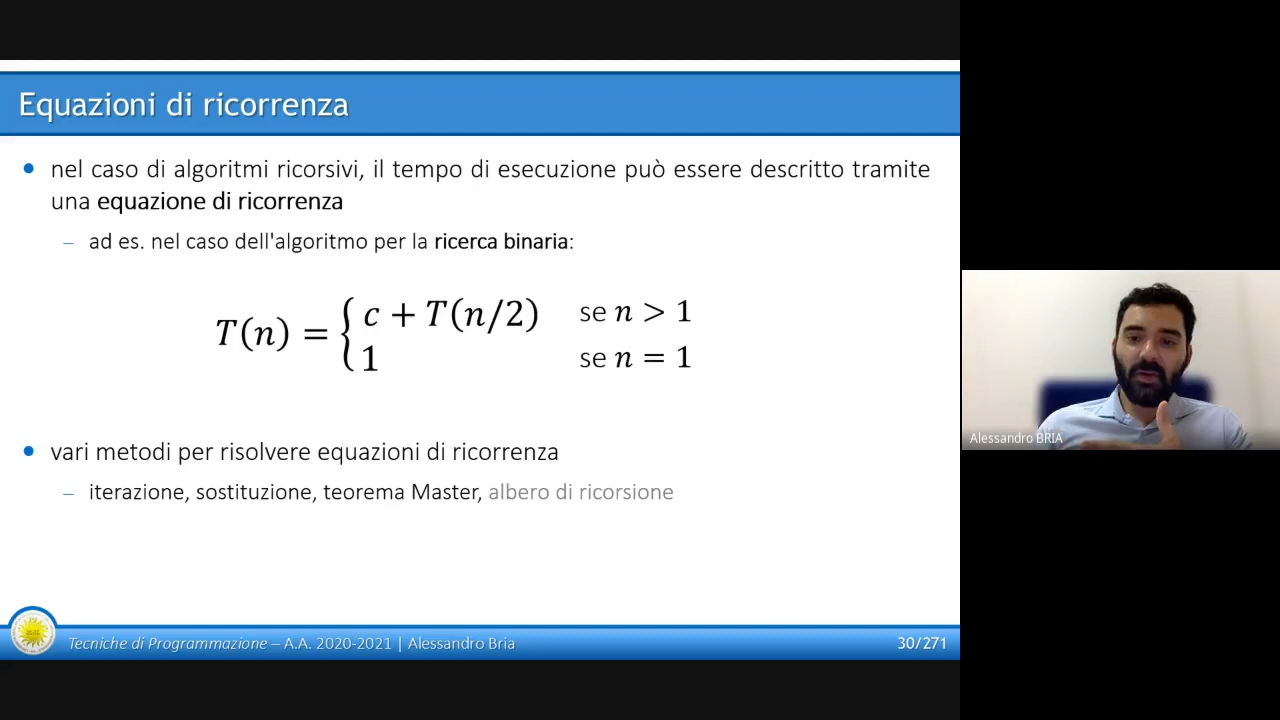 Equazioni di ricorrenza
• nel caso di algoritmi ricorsivi, il tempo di esecuzione può essere descritto tramite
una equazione di ricorrenza
– ad es. nel caso dell'algoritmo per la ricerca binaria:
T(n) = { c + T(n/2) se n > 1
1 se n = 1
• vari metodi per risolvere equazioni di ricorrenza
– iterazione, sostituzione, teorema Master, albero di ricorsione
Tecniche di Programmazione – A.A. 2020-2021 | Alessandro Bria 30/271
Alessandro BRIA